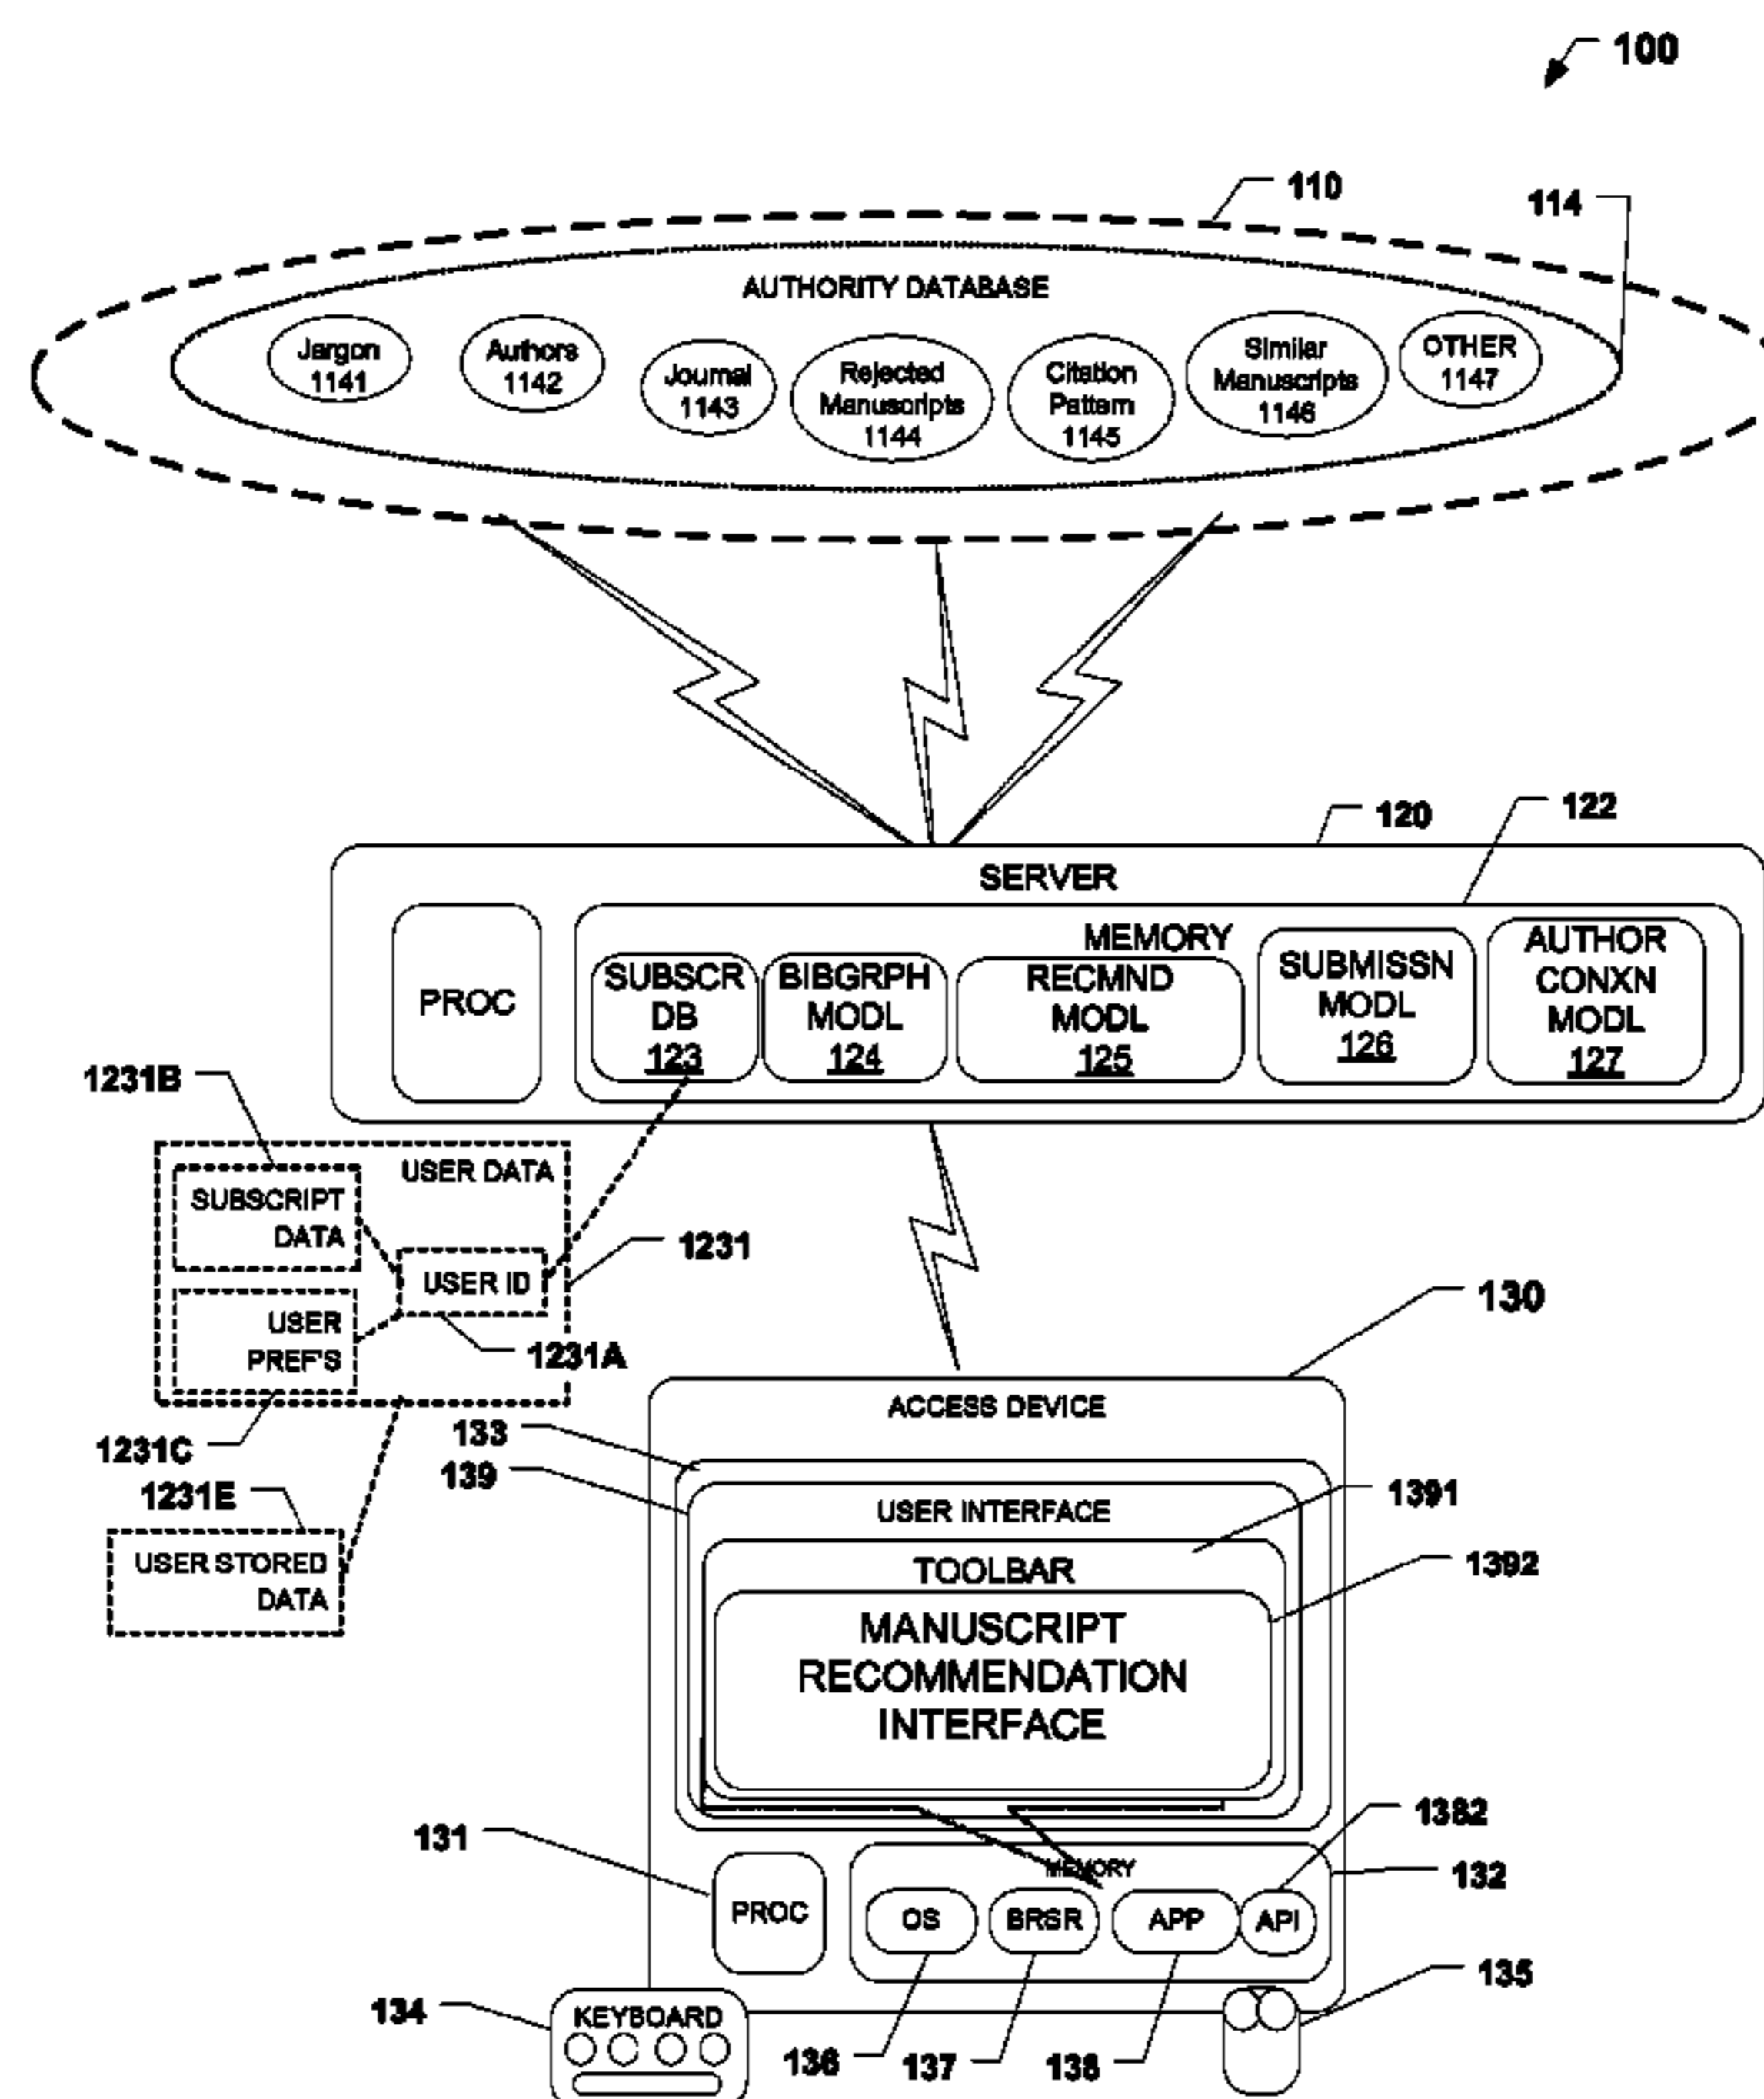 100
110
114
AUTHORITY DATABASE
Jargon
1141
Authors
1142
Journal
1143
Rejected
Manuscripts
1144
Citation
Pattern
1145
Similar
Manuscripts
1146
OTHER
1147
120
122
SERVER
PROC
MEMORY
SUBSCR
DB
123
BIBGRPH
MODL
124
RECMND
MODL
125
SUBMISSN
MODL
126
AUTHOR
CONXN
MODL
127
1231B
USER DATA
SUBSCRIPT
DATA
USER ID
1231
USER
PREF'S
1231A
1231C
1231E
USER STORED
DATA
130
ACCESS DEVICE
133
139
USER INTERFACE
1391
TOOLBAR
1392
MANUSCRIPT
RECOMMENDATION
INTERFACE
131
1382
MEMORY
132
PROC
OS
BRSR
APP
API
134
KEYBOARD
135
136
137
138